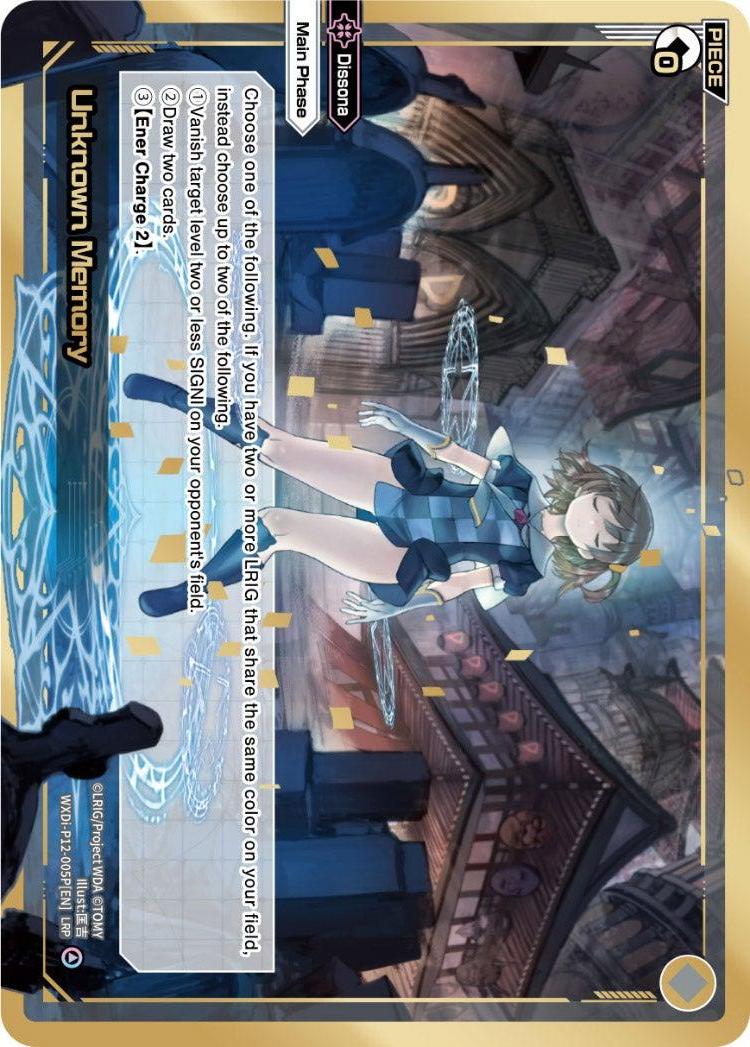 PIECE
0
Dissona
Main Phase
Choose one of the following. If you have two or more LRIG that share the same color on your field,
instead choose up to two of the following.
①Vanish target level two or less SIGNI on your opponent's field.
②Draw two cards.
③【Ener Charge 2】.
Unknown Memory
©LRIG/Project WDA ©TOMY
Illust:匡吉
WXDi-P12-005P[EN] LRP